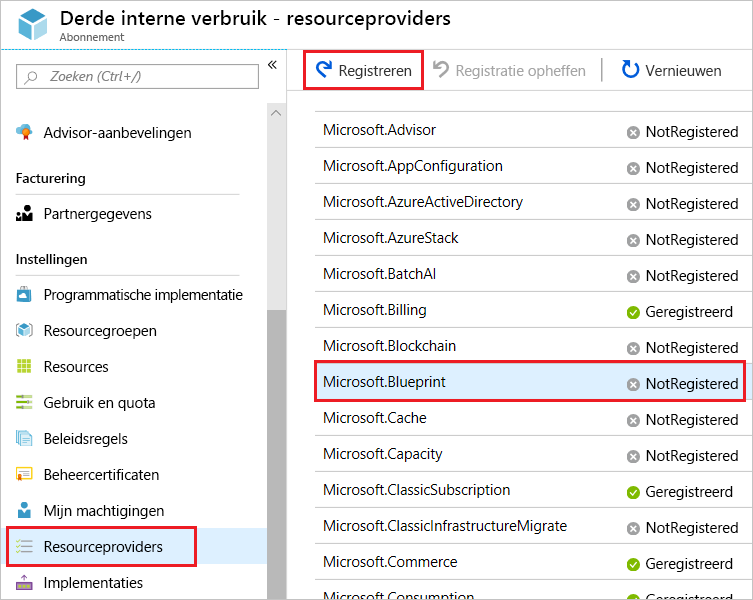 Derde interne verbruik - resourceproviders
Abonnement
Zoeken (Ctrl+/)
«
Advisor-aanbevelingen
Facturering
Partnergegevens
Instellingen
Programmatische implementatie
Resourcegroepen
Resources
Gebruik en quota
Beleidsregels
Beheercertificaten
Mijn machtigingen
Resourceproviders
Implementaties
Registreren Registratie opheffen Vernieuwen
Microsoft.Advisor NotRegistered
Microsoft.AppConfiguration NotRegistered
Microsoft.AzureActiveDirectory NotRegistered
Microsoft.AzureStack NotRegistered
Microsoft.BatchAI NotRegistered
Microsoft.Billing Geregistreerd
Microsoft.Blockchain NotRegistered
Microsoft.Blueprint NotRegistered
Microsoft.Cache NotRegistered
Microsoft.Capacity NotRegistered
Microsoft.ClassicSubscription Geregistreerd
Microsoft.ClassicInfrastructureMigrate NotRegistered
Microsoft.Commerce Geregistreerd
Microsoft.Consumption Geregistreerd